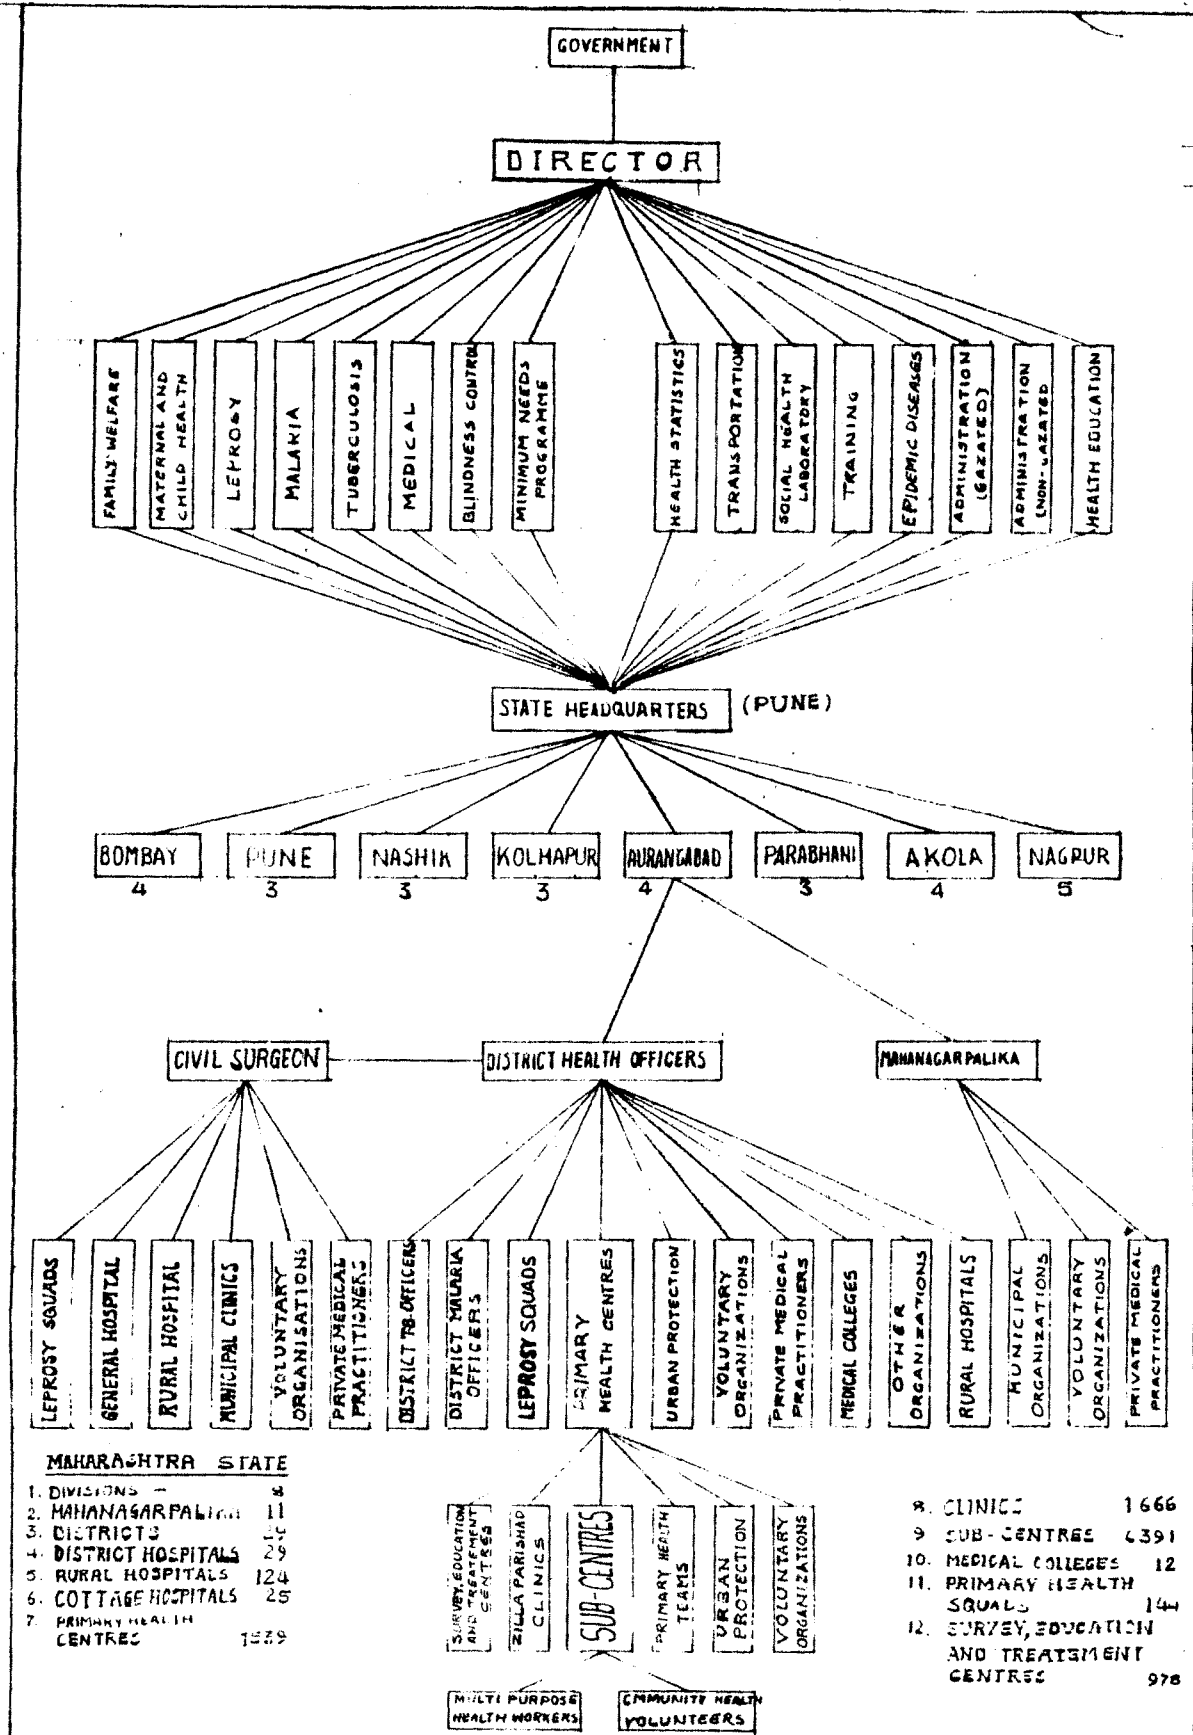 GOVERNMENT
DIRECTOR
FAMILY WELFARE
MATERNAL AND
CHILD HEALTH
LEPROSY
MALARIA
TUBERCULOSIS
MEDICAL
BLINDNESS CONTROL
MINIMUM NEEDS
PROGRAMME
HEALTH STATISTICS
TRANSPORTATION
SOCIAL HEALTH
LABORATORY
TRAINING
EPIDEMIC DISEASES
ADMINISTRATION
(GAZATED)
ADMINISTRATION
(NON-GAZATED
HEALTH EDUCATION
STATE HEADQUARTERS (PUNE)
BOMBAY PUNE NASHIK KOLHAPUR AURANGABAD PARABHANI AKOLA NAGPUR
4 3 3 3 4 3 4 5
CIVIL SURGEON DISTRICT HEALTH OFFICERS MAHANAGARPALIKA
LEPROSY SQUADS
GENERAL HOSPITAL
RURAL HOSPITAL
MUNICIPAL CLINICS
VOLUNTARY
ORGANISATIONS
PRIVATE MEDICAL
PRACTITIONERS
DISTRICT TB-OFFICERS
DISTRICT MALARIA
OFFICERS
LEPROSY SQUADS
PRIMARY
HEALTH CENTRES
URBAN PROTECTION
VOLUNTARY
ORGANIZATIONS
PRIVATE MEDICAL
PRACTIONERS
MEDICAL COLLEGES
OTHER
ORGANIZATIONS
RURAL HOSPITALS
MUNICIPAL
ORGANIZATIONS
VOLUNTARY
ORGANIZATIONS
PRIVATE MEDICAL
PRACTITIONERS
SURVEY, EDUCATION
AND TREATEMENT
CENTRES
ZILLA PARISHAD
CLINICS
SUB-CENTRES
PRIMARY HEALTH
TEAMS
URBAN
PROTECTION
VOLUNTARY
ORGANIZATIONS
MULTI PURPOSE
HEALTH WORKERS
CMMUNITY HEALTH
VOLUNTEERS
MAHARASHTRA STATE
1. DIVISIONS - 8
2. MAHANAGARPALIKA 11
3. DISTRICTS
4. DISTRICT HOSPITALS 29
5. RURAL HOSPITALS 124
6. COTTAGE HOSPITALS 25
7. PRIMARY HEALTH
CENTRES 1539
8. CLINICS 1666
9 SUB-CENTRES 6391
10. MEDICAL COLLEGES 12
11. PRIMARY HEALTH
SQUADS 144
12. SURVEY, EDUCATION
AND TREATSMENT
CENTRES 978